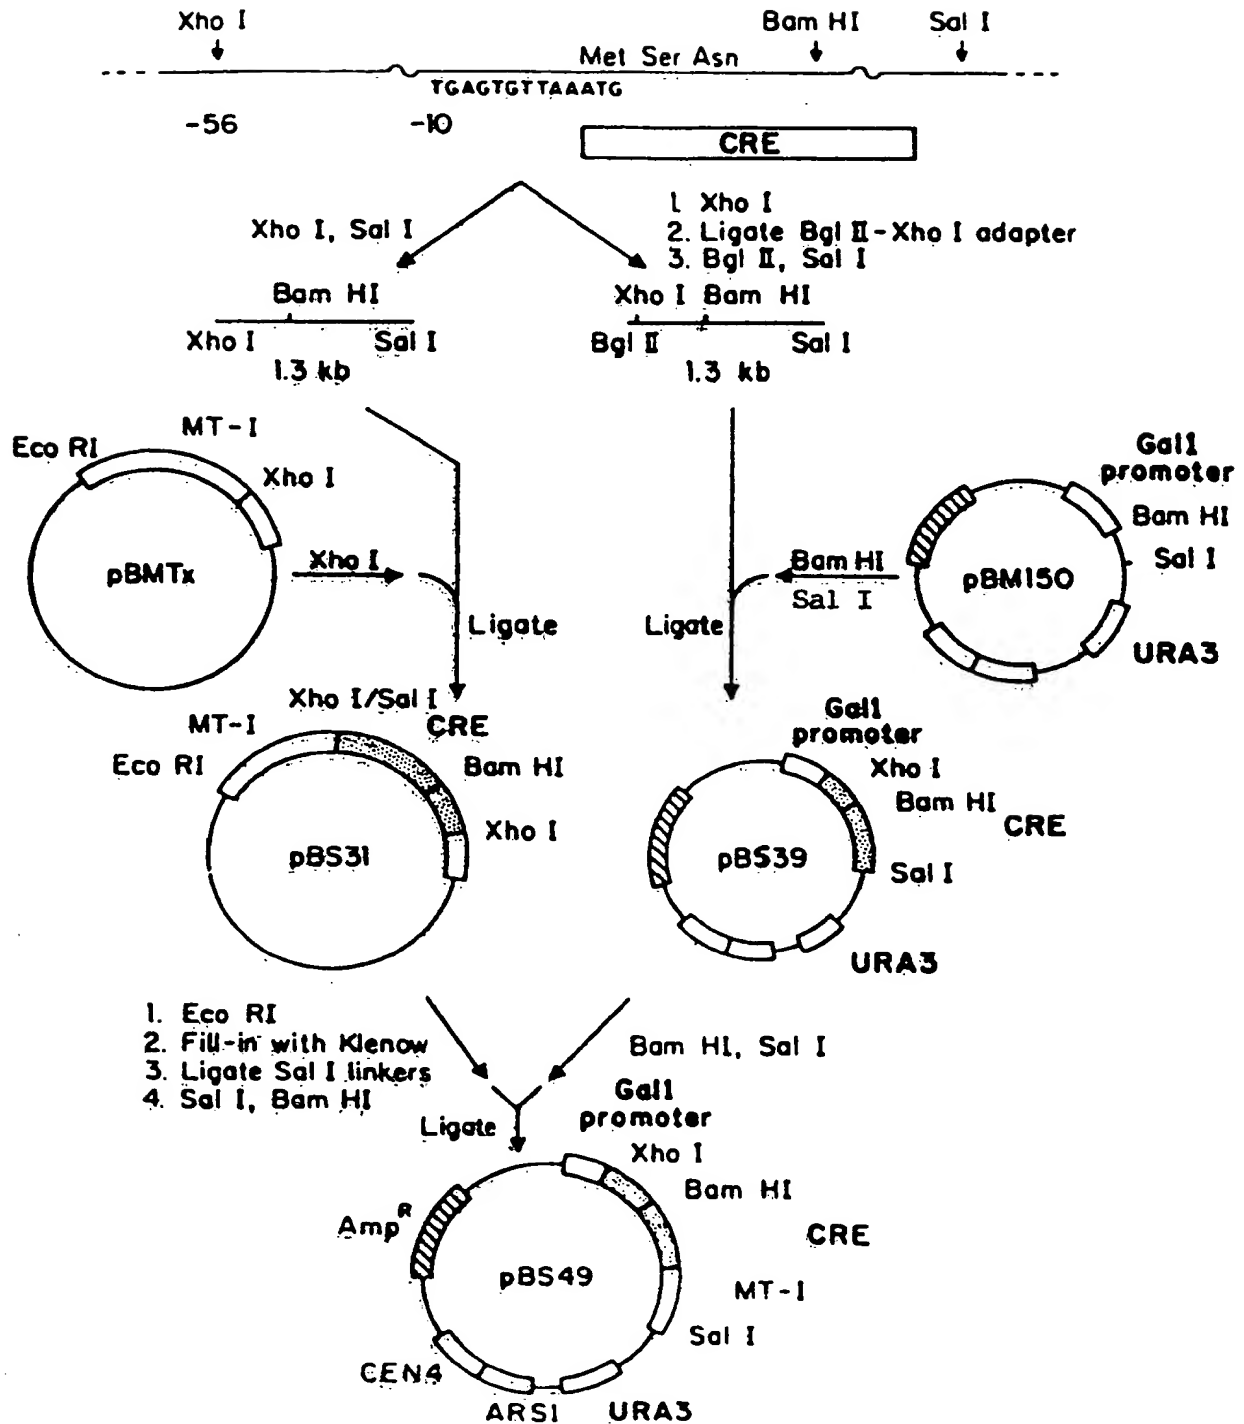 Xho I
Bam HI
Sal I
Met Ser Asn
TGAGTGTTAAATG
-56
-10
CRE
Xho I, Sal I
1. Xho I
2. Ligate Bgl II-Xho I adapter
3. Bgl II, Sal I
Bam HI
Xho I
Sal I
1.3 kb
Xho I Bam HI
Bgl II
Sal I
1.3 kb
MT-I
Eco RI
Xho I
pBMTx
Xho I
Ligate
Gal1
promoter
Bam HI
Sal I
pBM150
URA3
Bam HI
Sal I
Ligate
Xho I/Sal I
MT-I
CRE
Eco RI
Bam HI
Xho I
pBS31
Gal1
promoter
Xho I
Bam HI
CRE
pBS39
Sal I
URA3
1. Eco RI
2. Fill-in with Klenow
3. Ligate Sal I linkers
4. Sal I, Bam HI
Bam HI, Sal I
Ligate
Gal1
promoter
Xho I
Bam HI
Amp R
CRE
pBS49
MT-I
Sal I
CEN4
ARS1
URA3